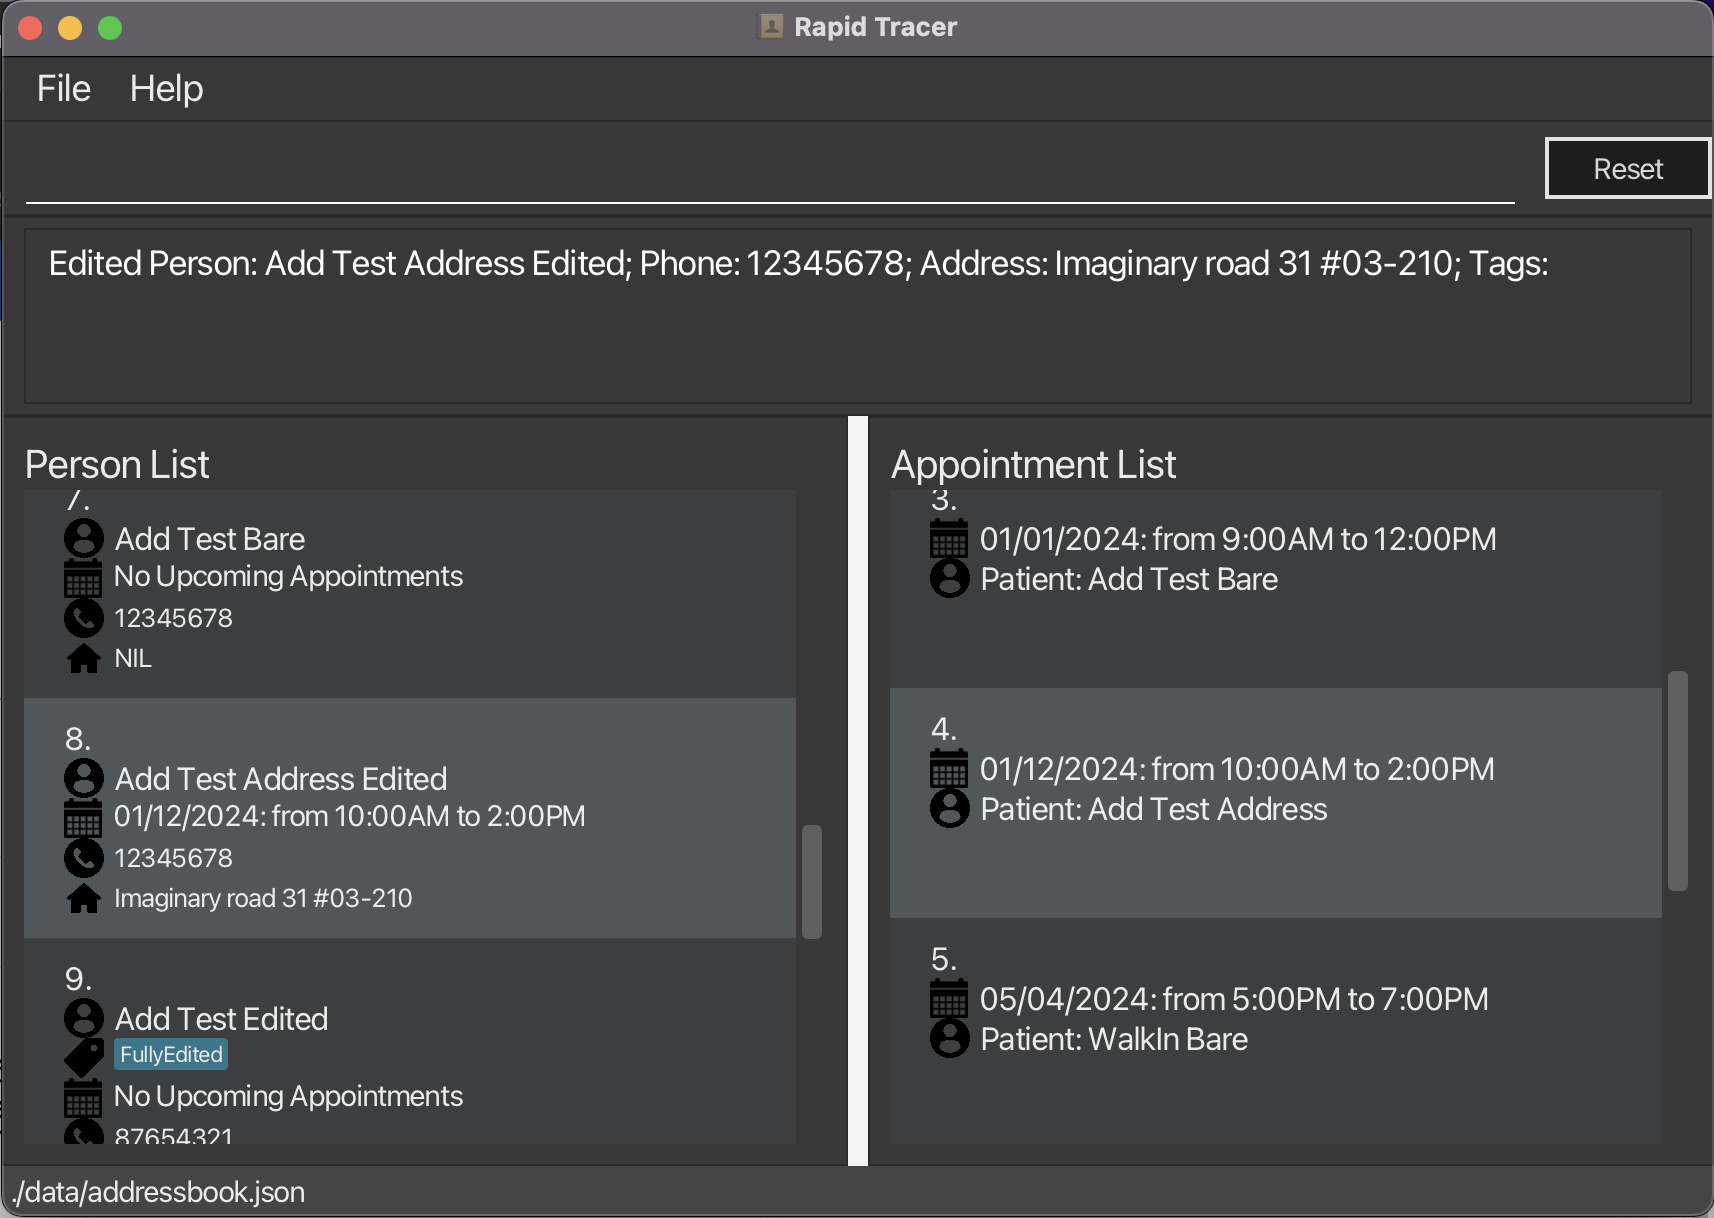 Rapid Tracer
File Help
Reset
Edited Person: Add Test Address Edited; Phone: 12345678; Address: Imaginary road 31 #03-210; Tags:
Person List
7.
Add Test Bare
No Upcoming Appointments
12345678
NIL
8.
Add Test Address Edited
01/12/2024: from 10:00AM to 2:00PM
12345678
Imaginary road 31 #03-210
9.
Add Test Edited
FullyEdited
No Upcoming Appointments
87654321
Appointment List
3.
01/01/2024: from 9:00AM to 12:00PM
Patient: Add Test Bare
4.
01/12/2024: from 10:00AM to 2:00PM
Patient: Add Test Address
5.
05/04/2024: from 5:00PM to 7:00PM
Patient: WalkIn Bare
./data/addressbook.json